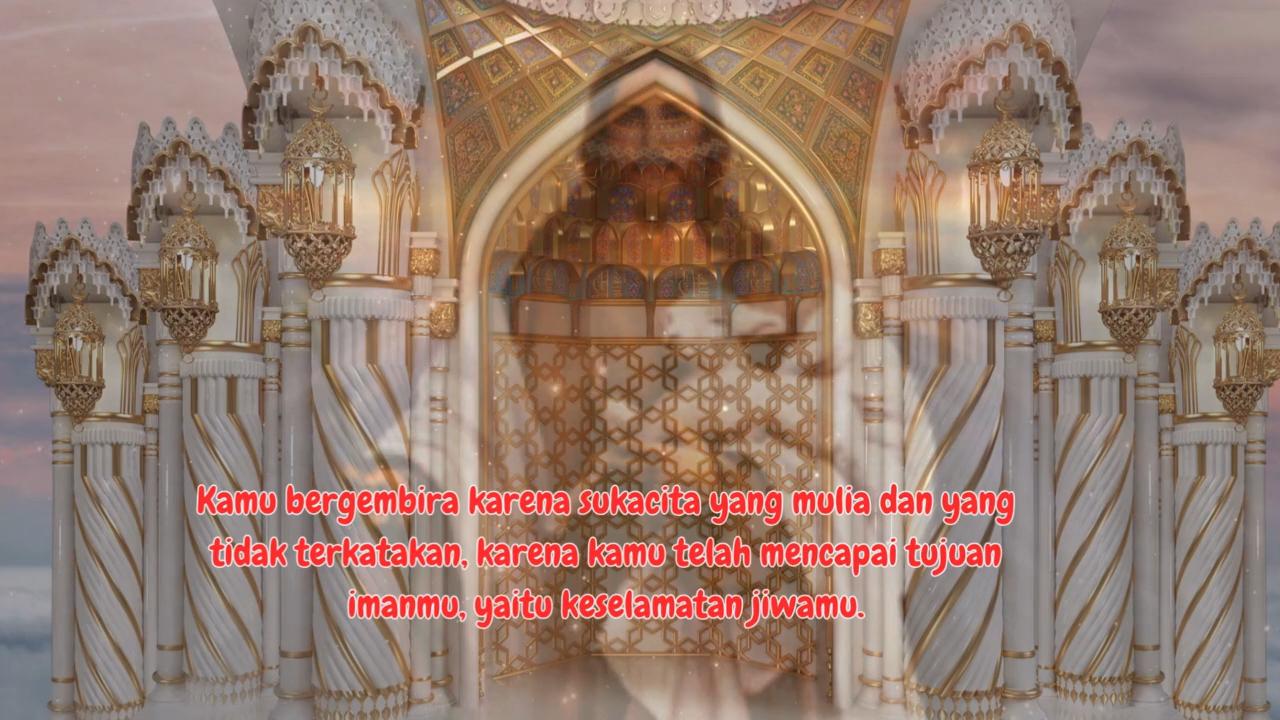 Kamu bergembira karena sukacita yang mulia dan yang
tidak terkatakan, karena kamu telah mencapai tujuan
imanmu, yaitu keselamatan jiwamu.